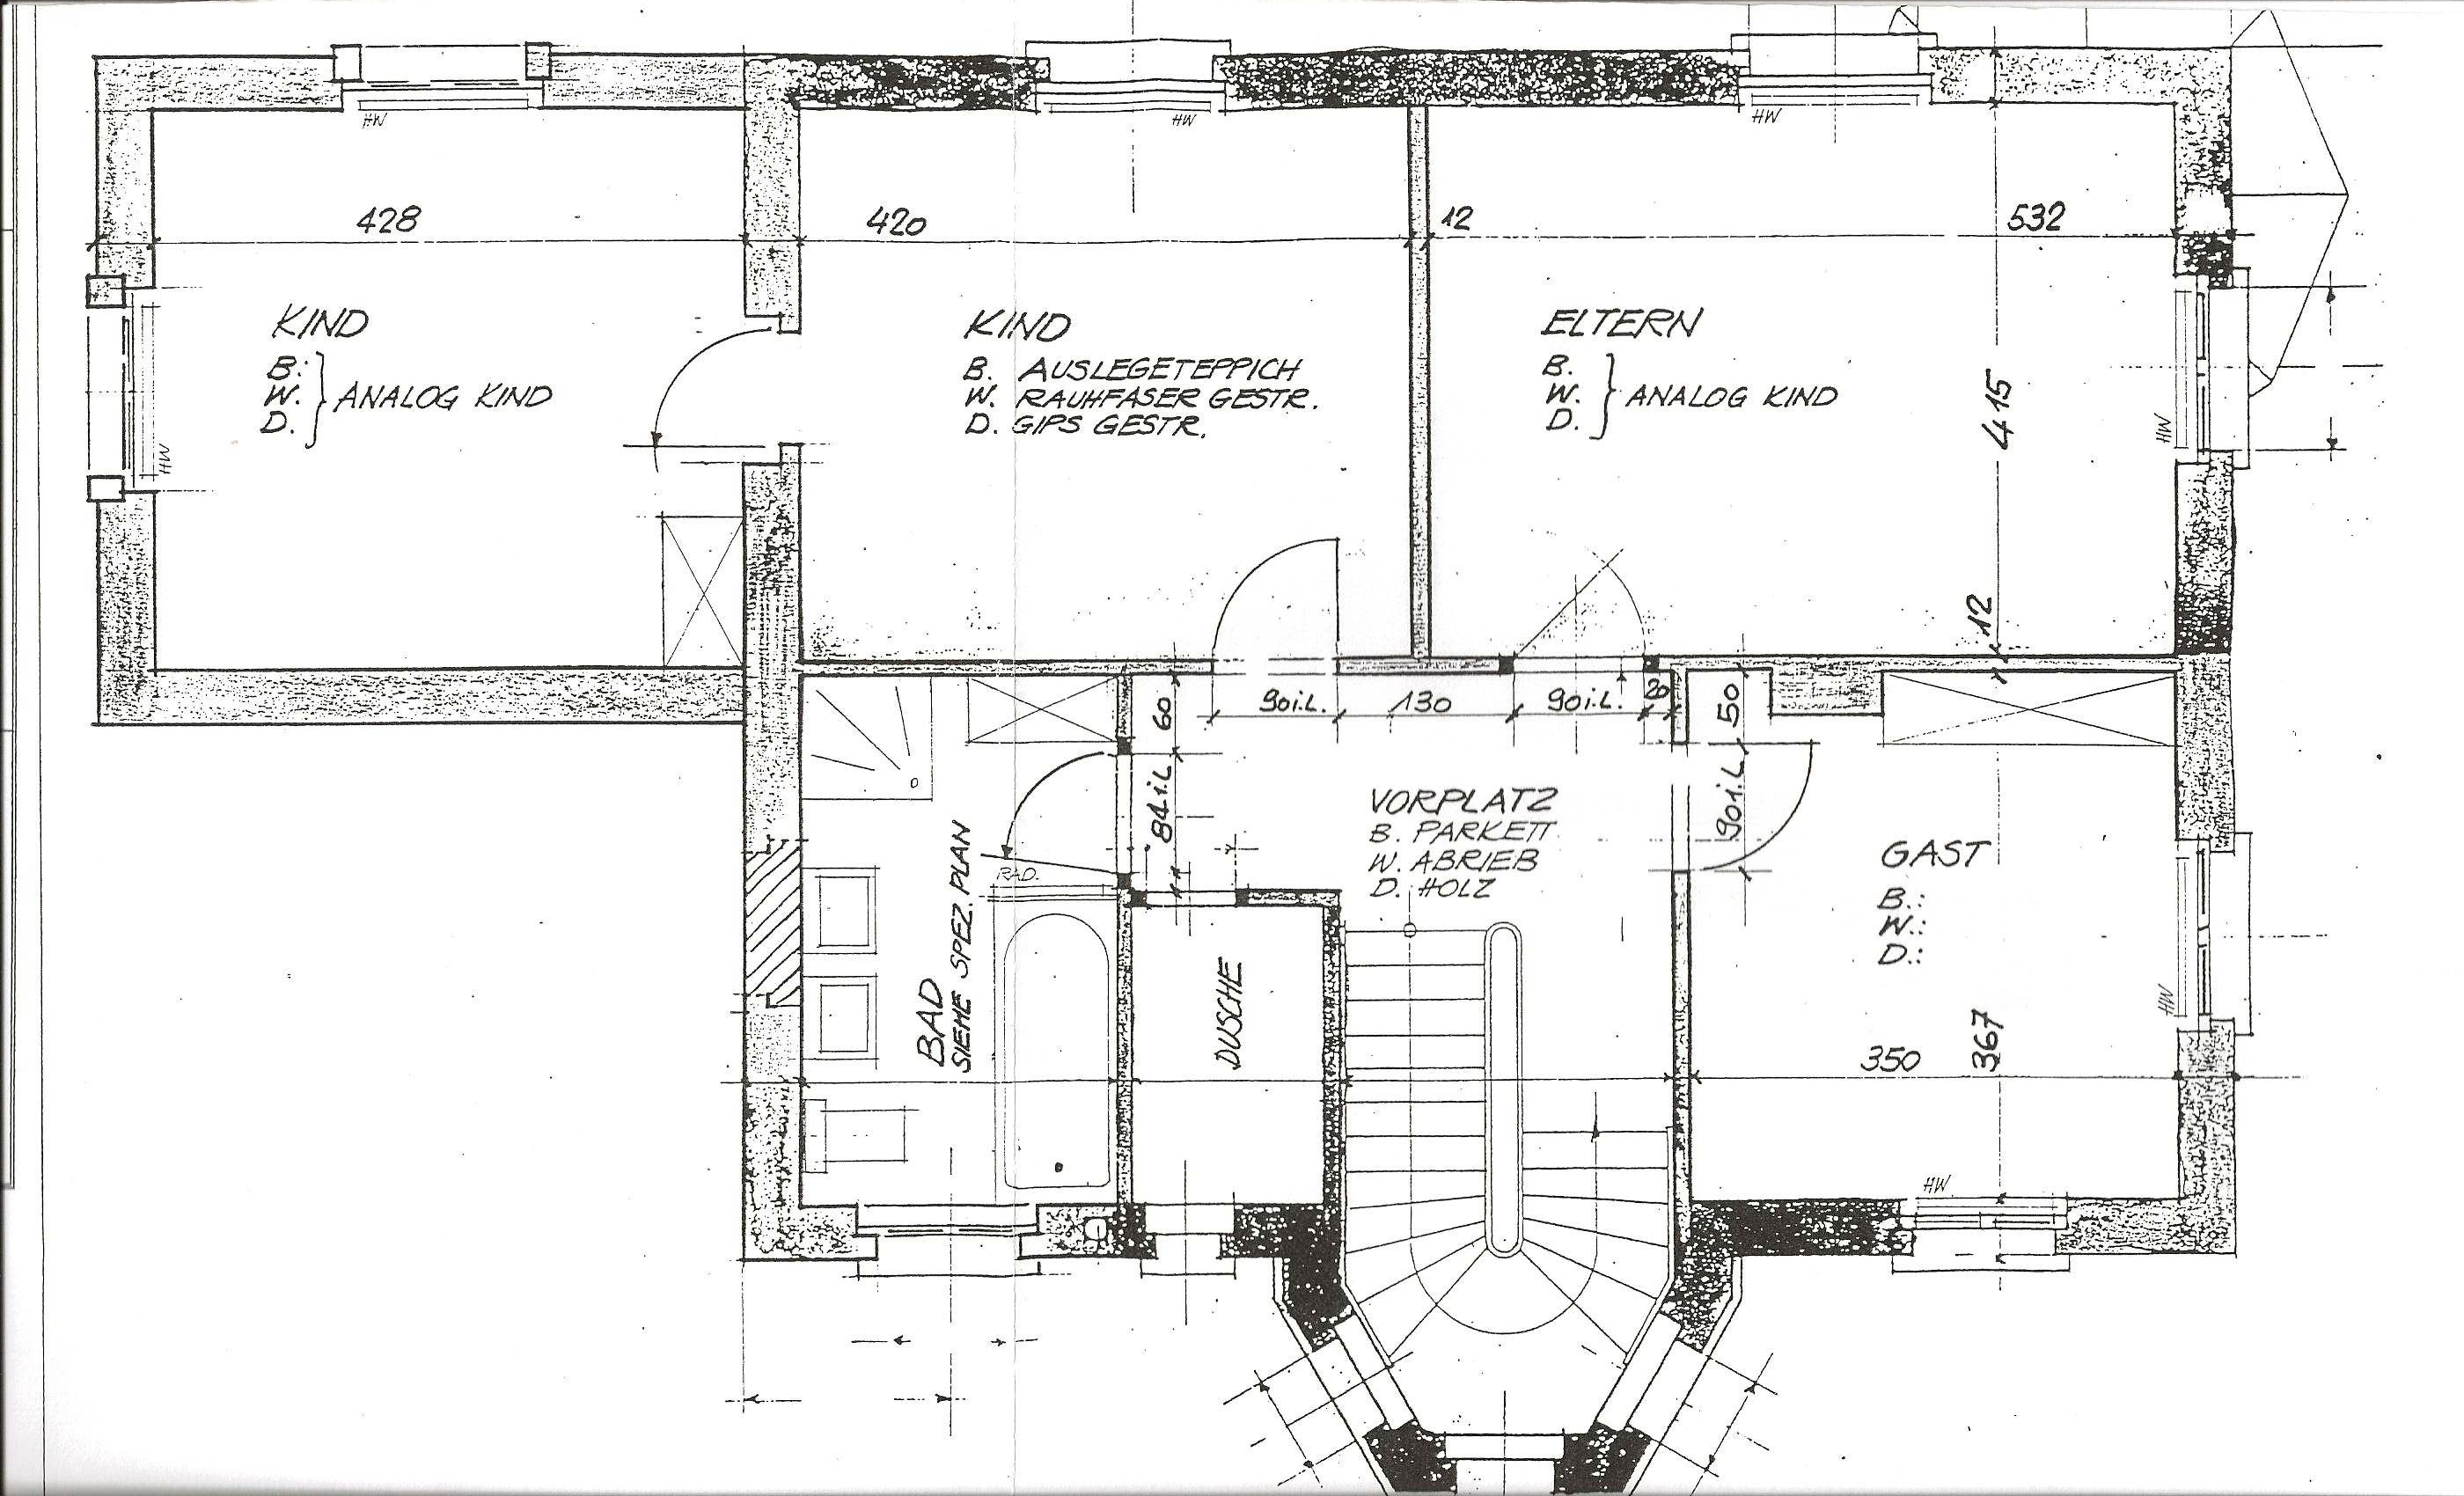 HW
HW
HW
428
420
12
532
KIND
B:
W.
D.
ANALOG KIND
HW
KIND
B. AUSLEGETEPPICH
W. RAUHFASER GESTR.
D. GIPS GESTR.
ELTERN
B.
W.
D.
ANALOG KIND
415
HW
12
60
90i.L.
130
90i.L.
20
50
84i.L
90i.L
RAD.
VORPLATZ
B. PARKETT
W. ABRIEB
D. HOLZ
GAST
B.:
W.:
D.:
BAD
SIEHE SPEZ. PLAN
DUSCHE
HW
350
367
HW